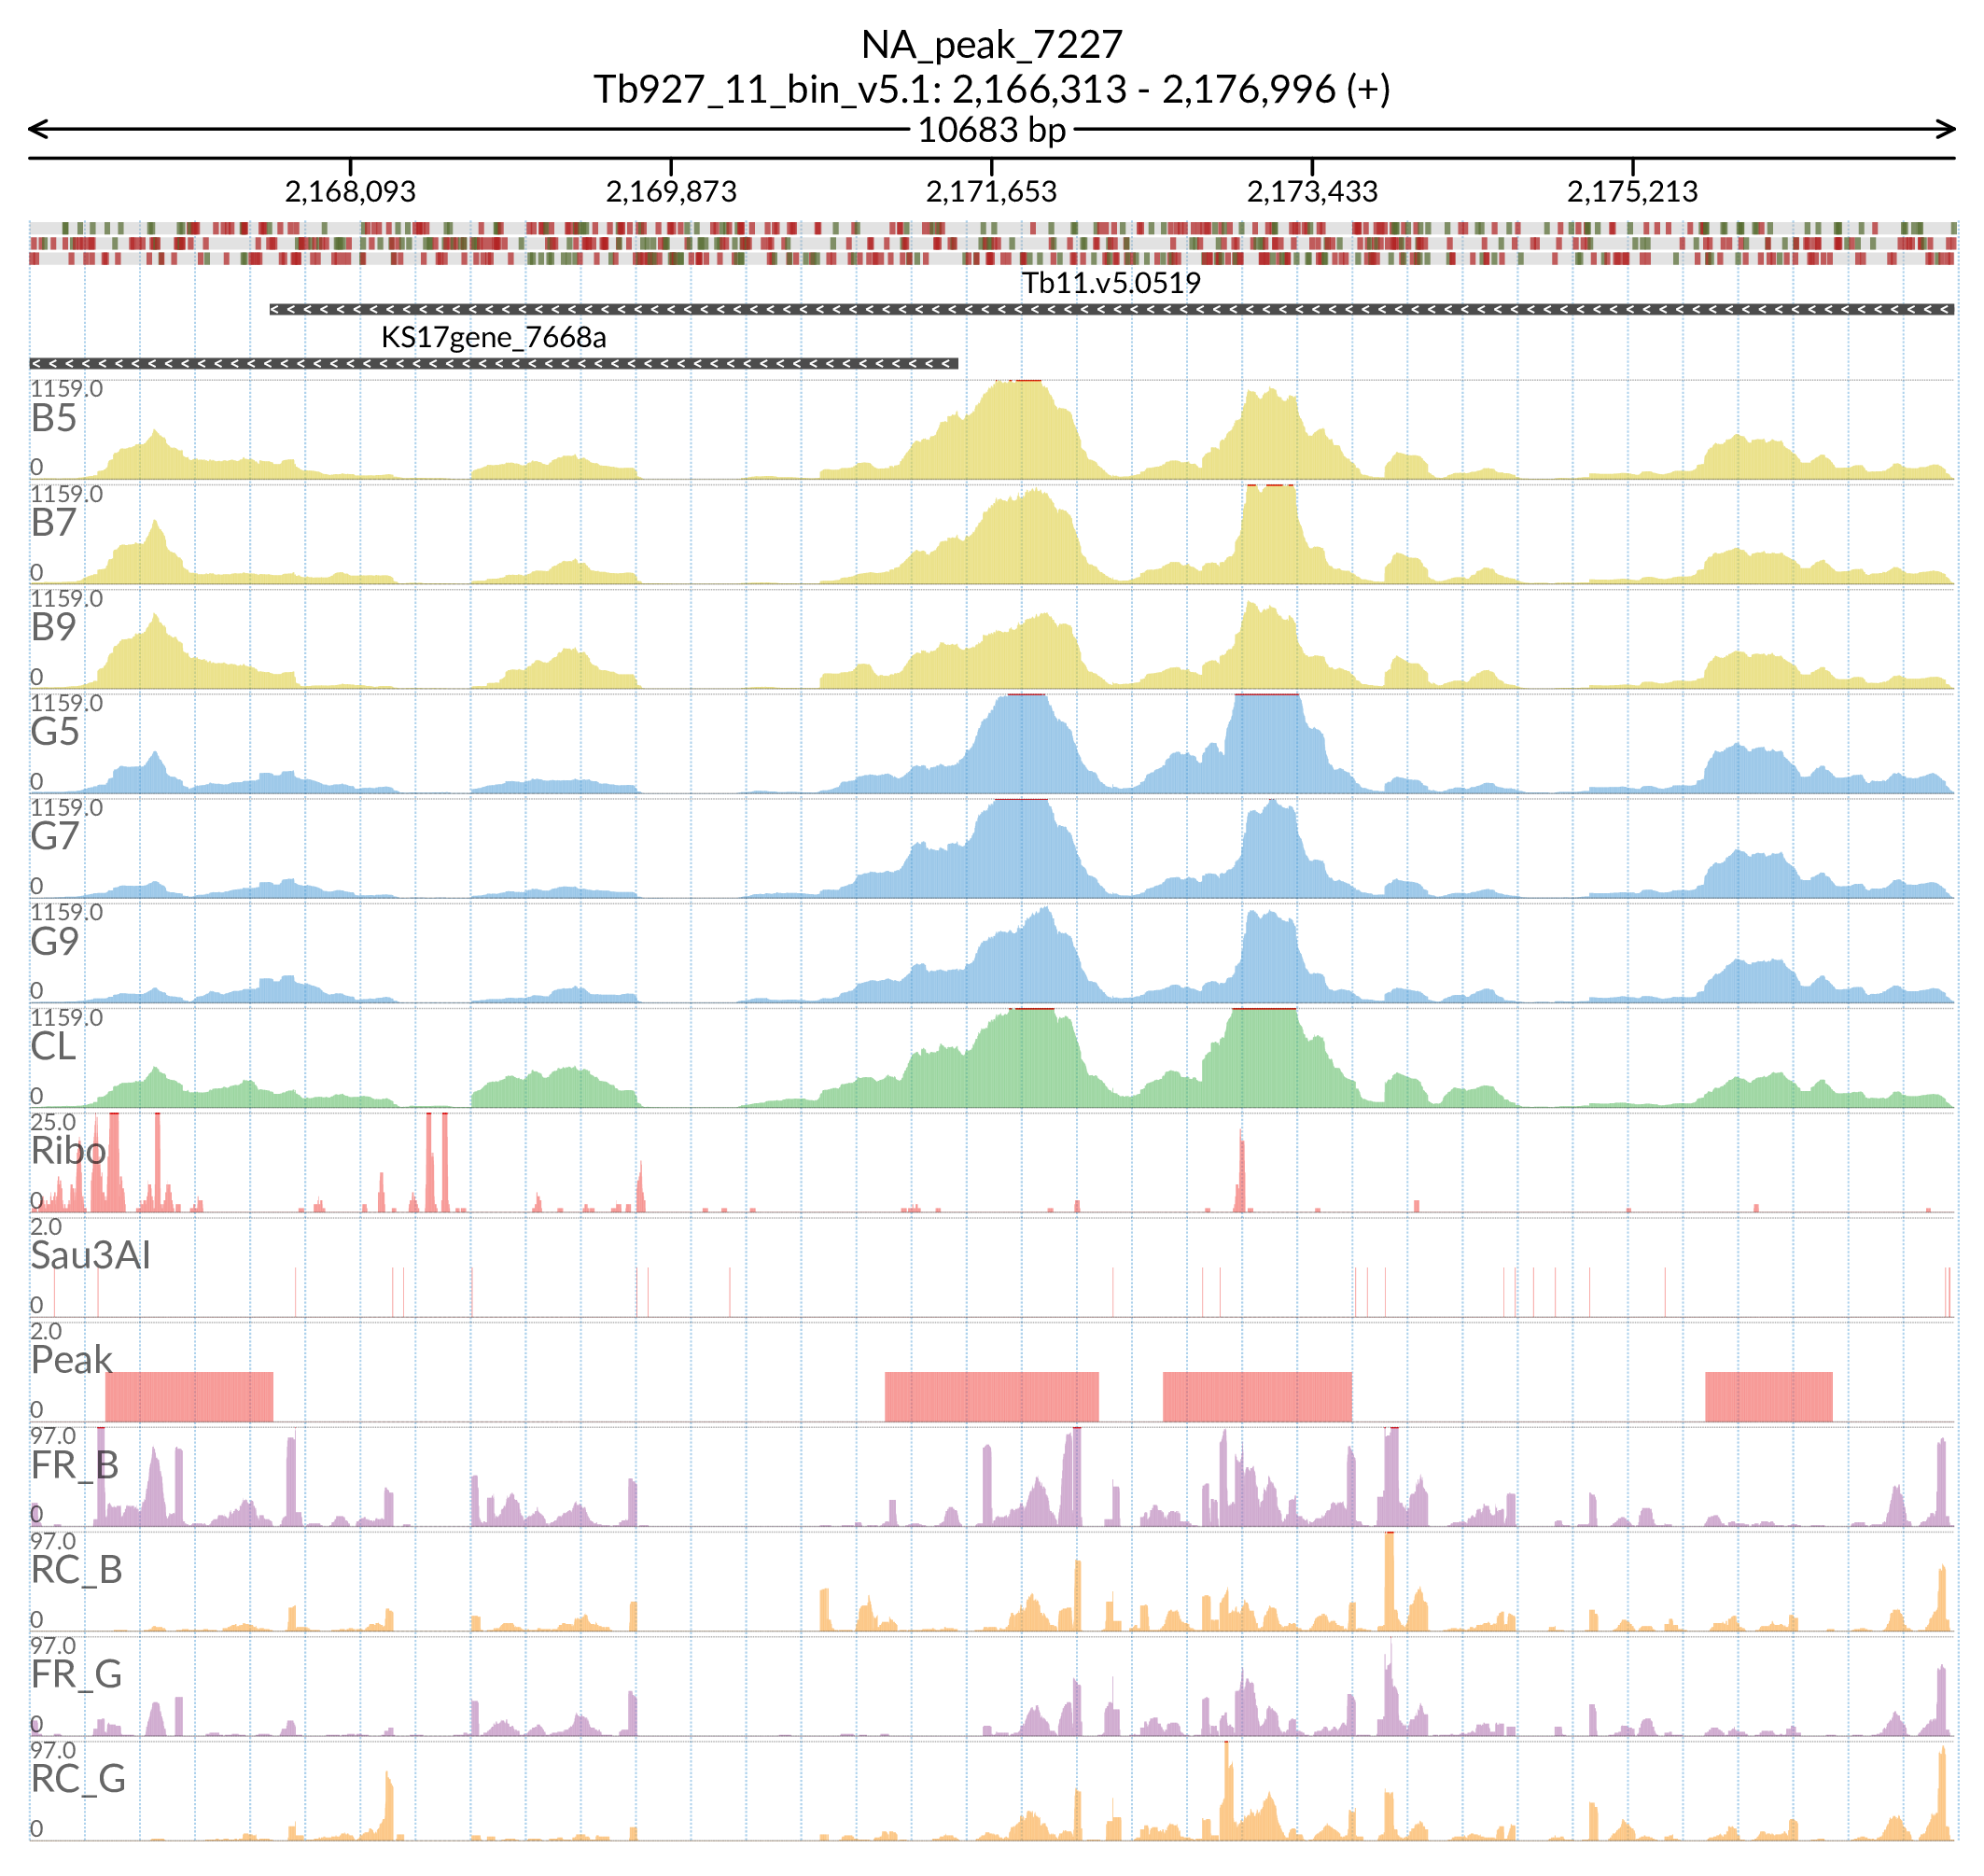 NA_peak_7227
Tb927_11_bin_v5.1: 2,166,313 - 2,176,996 (+)
10683 bp
2,168,093 2,169,873 2,171,653 2,173,433 2,175,213
Tb11.v5.0519
KS17gene_7668a
1159.0
B5
0
1159.0
B7
0
1159.0
B9
0
1159.0
G5
0
1159.0
G7
0
1159.0
G9
0
1159.0
CL
0
25.0
Ribo
0
2.0
Sau3AI
0
2.0
Peak
0
97.0
FR_B
0
97.0
RC_B
0
97.0
FR_G
0
97.0
RC_G
0